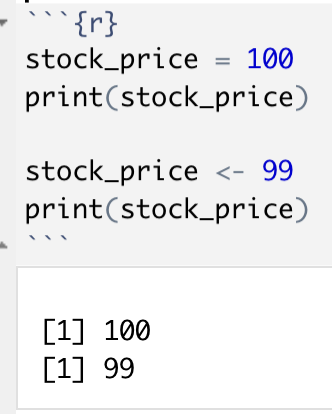 ```{r}
stock_price = 100
print(stock_price)

stock_price <- 99
print(stock_price)
```
[1] 100
[1] 99